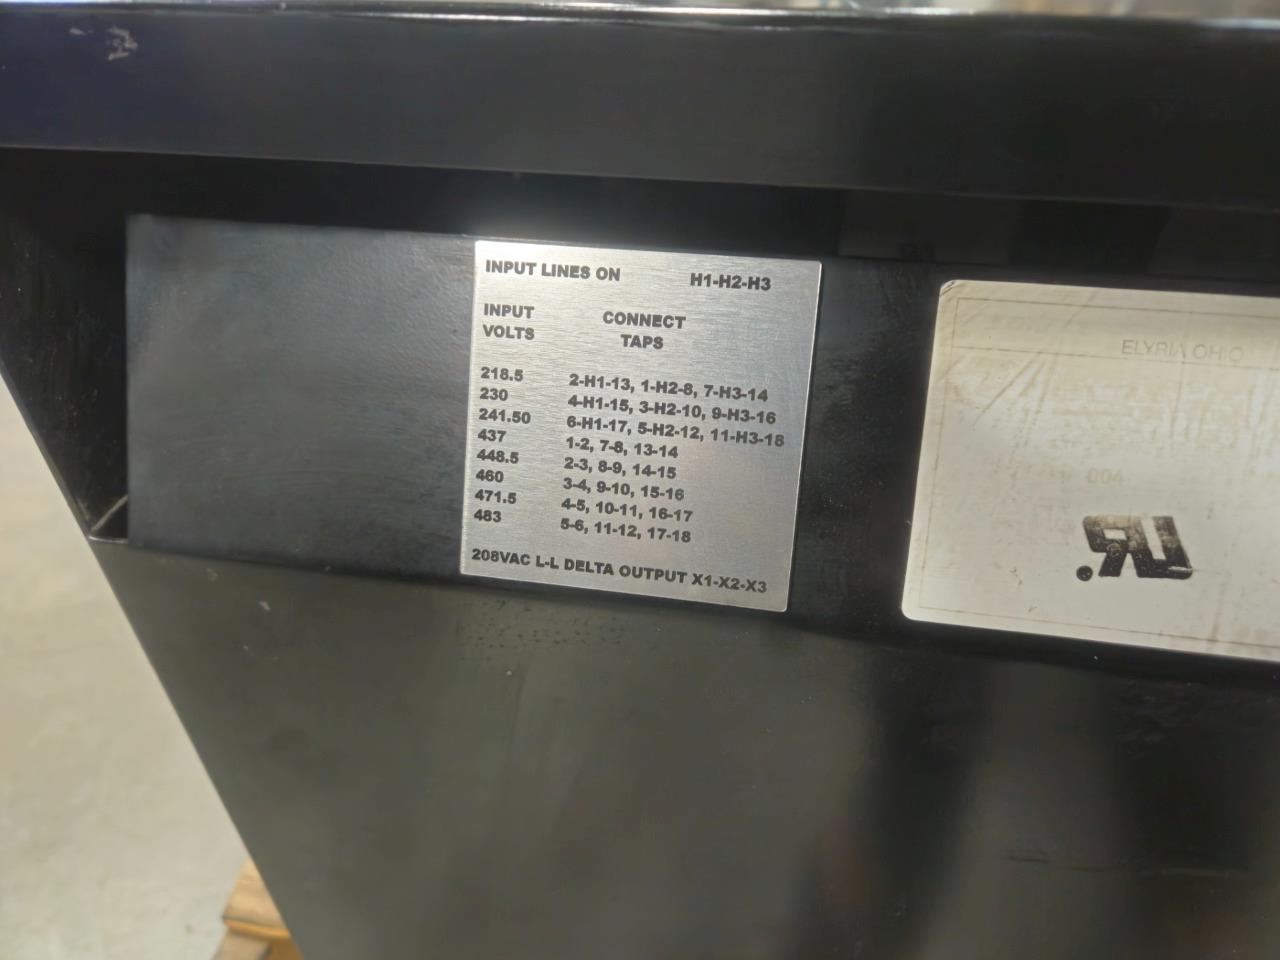 INPUT LINES ON H1-H2-H3
INPUT VOLTS CONNECT TAPS
218.5 2-H1-13, 1-H2-8, 7-H3-14
230 4-H1-15, 3-H2-10, 9-H3-16
241.50 6-H1-17, 5-H2-12, 11-H3-18
437 1-2, 7-8, 13-14
448.5 2-3, 8-9, 14-15
460 3-4, 9-10, 15-16
471.5 4-5, 10-11, 16-17
483 5-6, 11-12, 17-18
208VAC L-L DELTA OUTPUT X1-X2-X3
ELYRIA OHIO
004